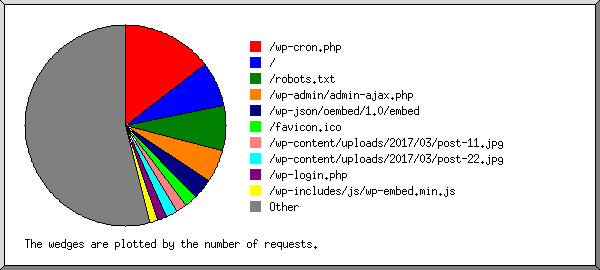 /wp-cron.php
/
/robots.txt
/wp-admin/admin-ajax.php
/wp-json/oembed/1.0/embed
/favicon.ico
/wp-content/uploads/2017/03/post-11.jpg
/wp-content/uploads/2017/03/post-22.jpg
/wp-login.php
/wp-includes/js/wp-embed.min.js
Other
The wedges are plotted by the number of requests.